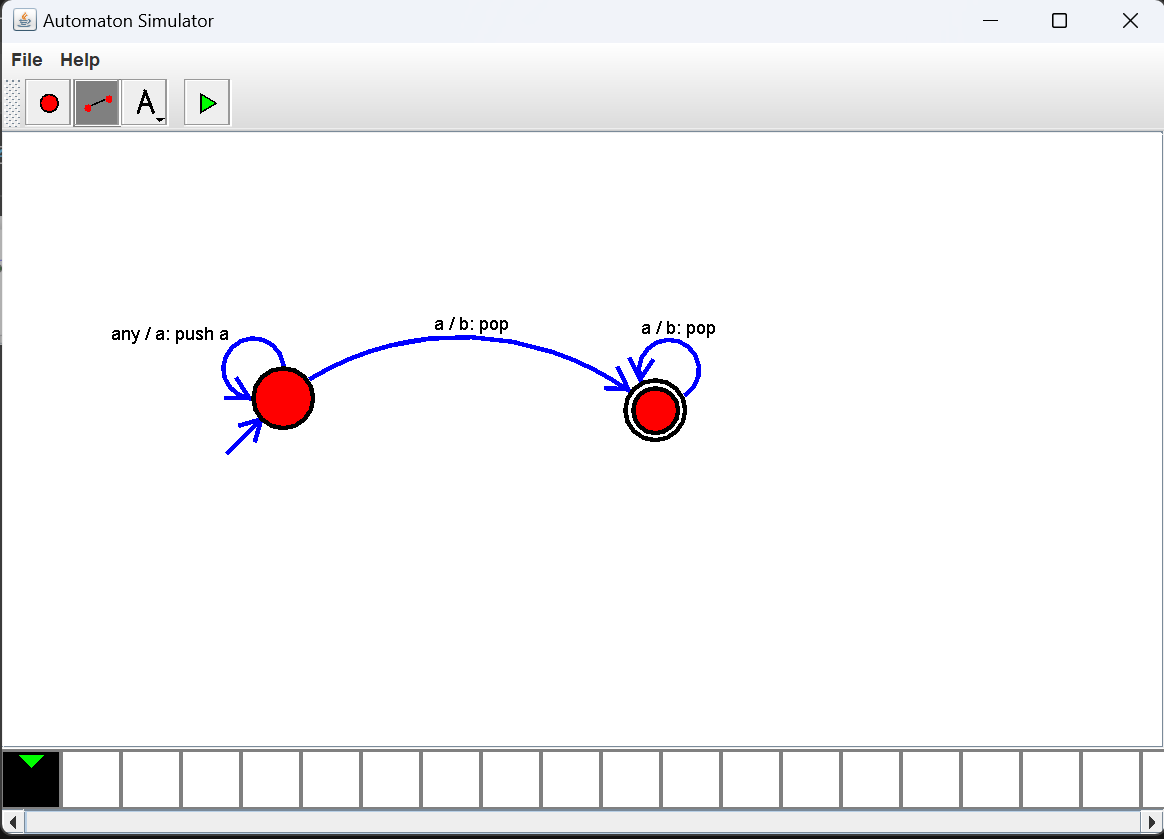 Automaton Simulator
File Help
A
any / a: push a
a / b: pop
a / b: pop